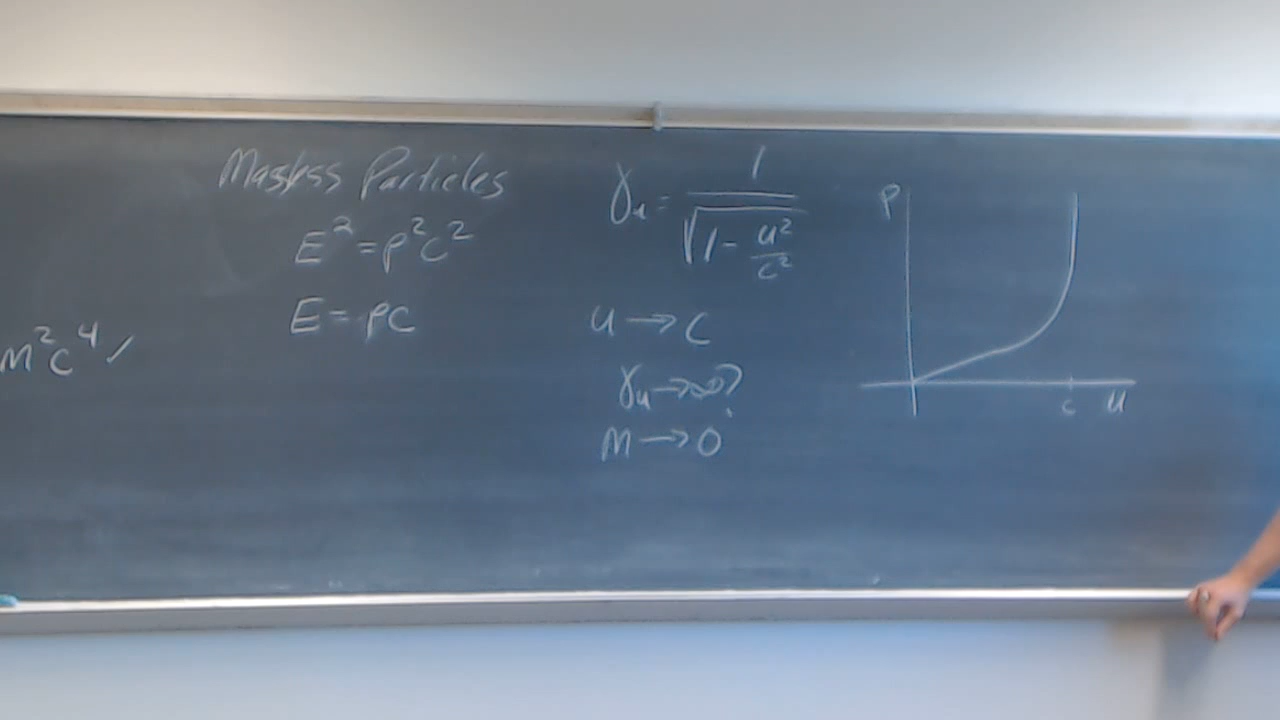 m²c⁴ ✓
Massless Particles
E² = p²c²
E = pc
γᵤ = 1/√(1 - u²/c²)
u → c
γᵤ → ∞?
m → 0
p
c u